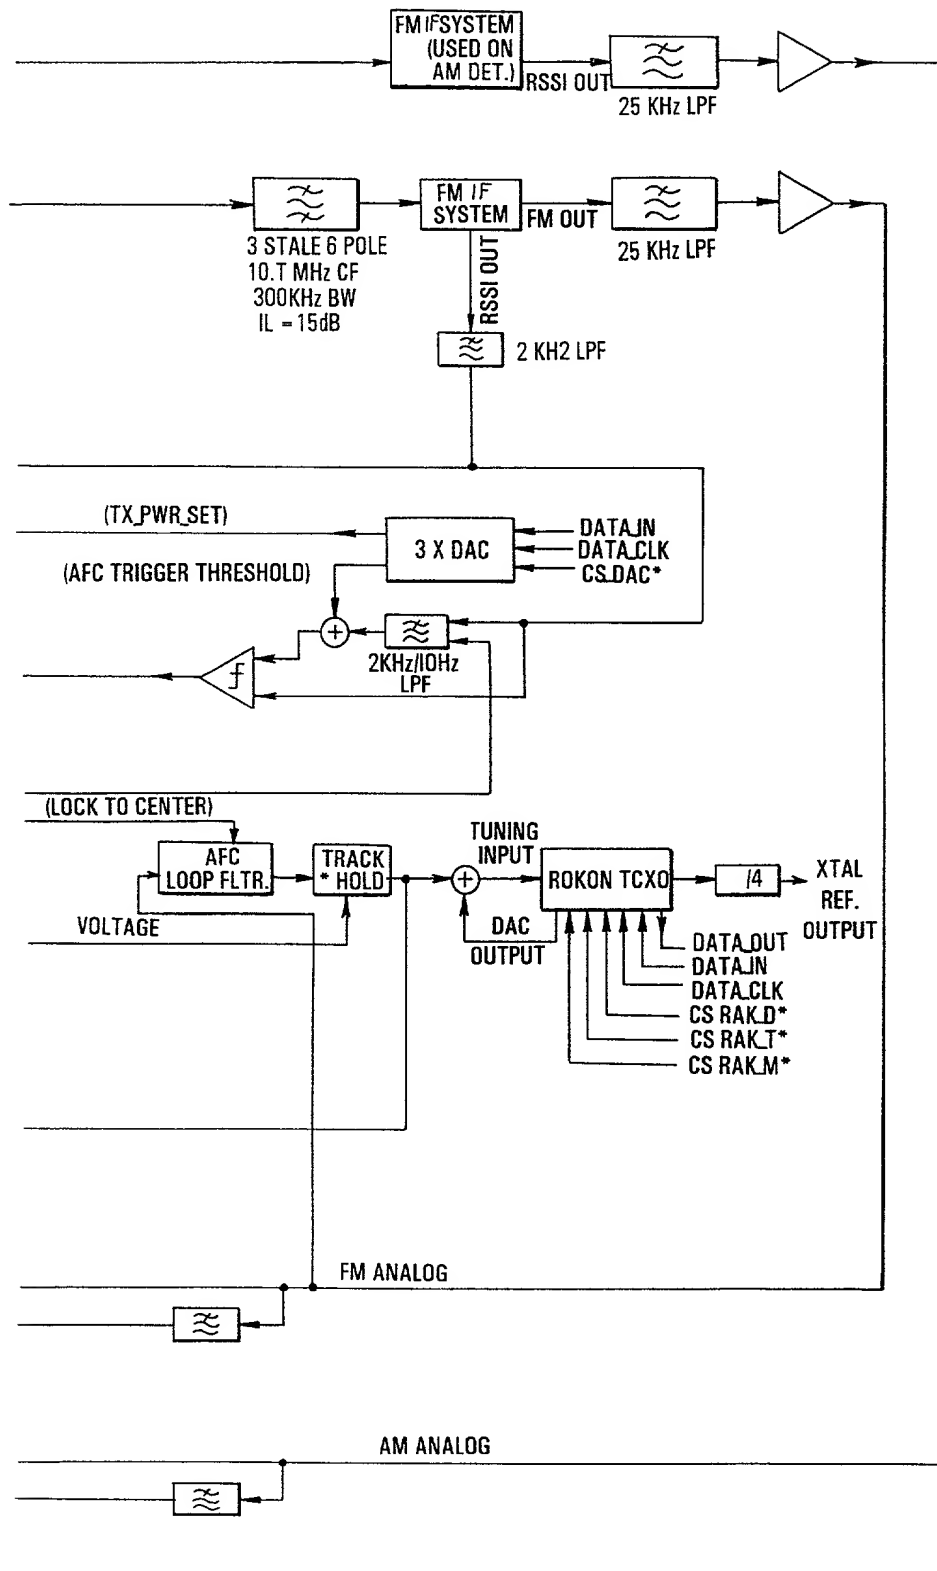 FM IF SYSTEM
(USED ON
AM DET.)
RSSI OUT
25 KHz LPF
FM IF
SYSTEM
FM OUT
25 KHz LPF
3 STALE 6 POLE
10.T MHz CF
300KHz BW
IL = 15dB
RSSI OUT
2 KH2 LPF
(TX_PWR_SET)
3 X DAC
DATA_IN
DATA_CLK
CS_DAC*
(AFC TRIGGER THRESHOLD)
+
2KHz/10Hz
LPF
(LOCK TO CENTER)
AFC
LOOP FLTR.
TRACK
* HOLD
TUNING
INPUT
+
ROKON TCXO
/4
XTAL
REF.
OUTPUT
VOLTAGE
DAC
OUTPUT
DATA_OUT
DATA_IN
DATA_CLK
CS RAK_D*
CS RAK_T*
CS RAK_M*
FM ANALOG
AM ANALOG